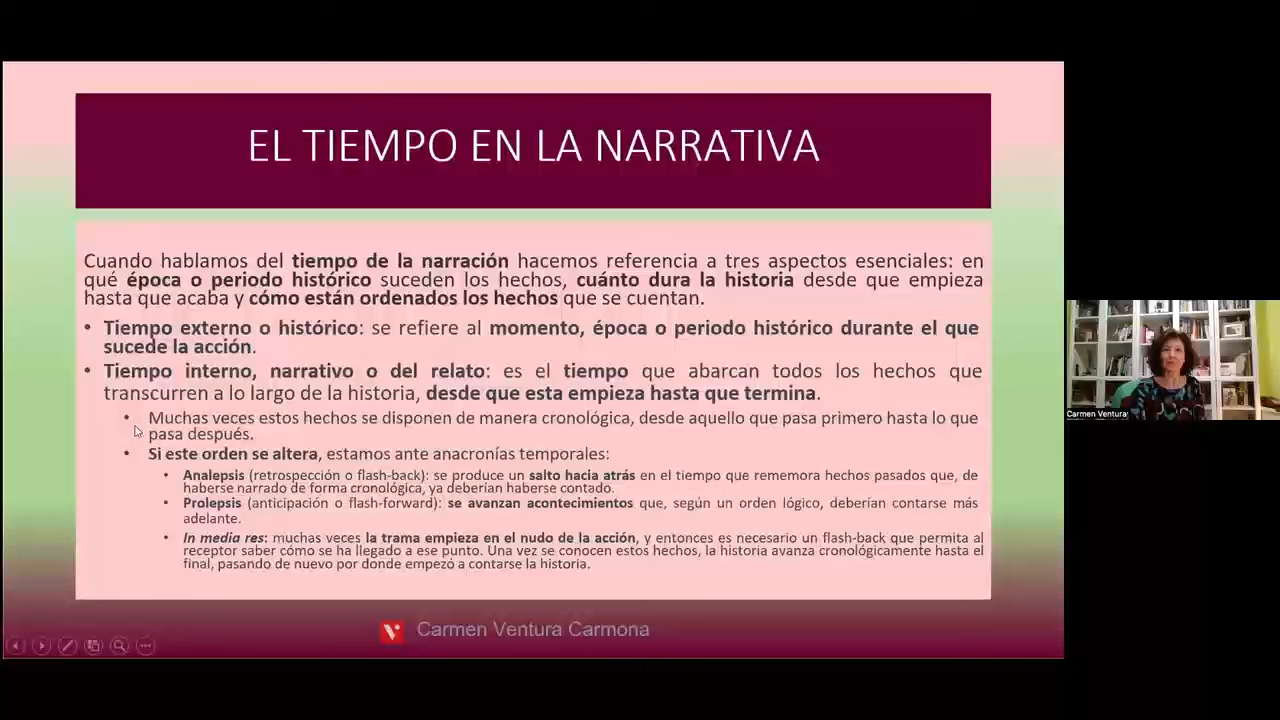 EL TIEMPO EN LA NARRATIVA
Cuando hablamos del tiempo de la narración hacemos referencia a tres aspectos esenciales: en
qué época o periodo histórico suceden los hechos, cuánto dura la historia desde que empieza
hasta que acaba y cómo están ordenados los hechos que se cuentan.
• Tiempo externo o histórico: se refiere al momento, época o periodo histórico durante el que
sucede la acción.
• Tiempo interno, narrativo o del relato: es el tiempo que abarcan todos los hechos que
transcurren a lo largo de la historia, desde que esta empieza hasta que termina.
• Muchas veces estos hechos se disponen de manera cronológica, desde aquello que pasa primero hasta lo que
pasa después.
• Si este orden se altera, estamos ante anacronías temporales:
• Analepsis (retrospección o flash-back): se produce un salto hacia atrás en el tiempo que rememora hechos pasados que, de
haberse narrado de forma cronológica, ya deberían haberse contado.
• Prolepsis (anticipación o flash-forward): se avanzan acontecimientos que, según un orden lógico, deberían contarse más
adelante.
• In media res: muchas veces la trama empieza en el nudo de la acción, y entonces es necesario un flash-back que permita al
receptor saber cómo se ha llegado a ese punto. Una vez se conocen estos hechos, la historia avanza cronológicamente hasta el
final, pasando de nuevo por donde empezó a contarse la historia.
Carmen Ventura Carmona
Carmen Ventura